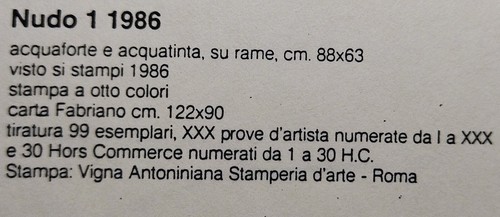 Nudo 1 1986
acquaforte e acquatinta, su rame, cm. 88x63
visto si stampi 1986
stampa a otto colori
carta Fabriano cm. 122x90
tiratura 99 esemplari, XXX prove d'artista numerate da I a XXX
e 30 Hors Commerce numerati da 1 a 30 H.C.
Stampa: Vigna Antoniniana Stamperia d'arte - Roma